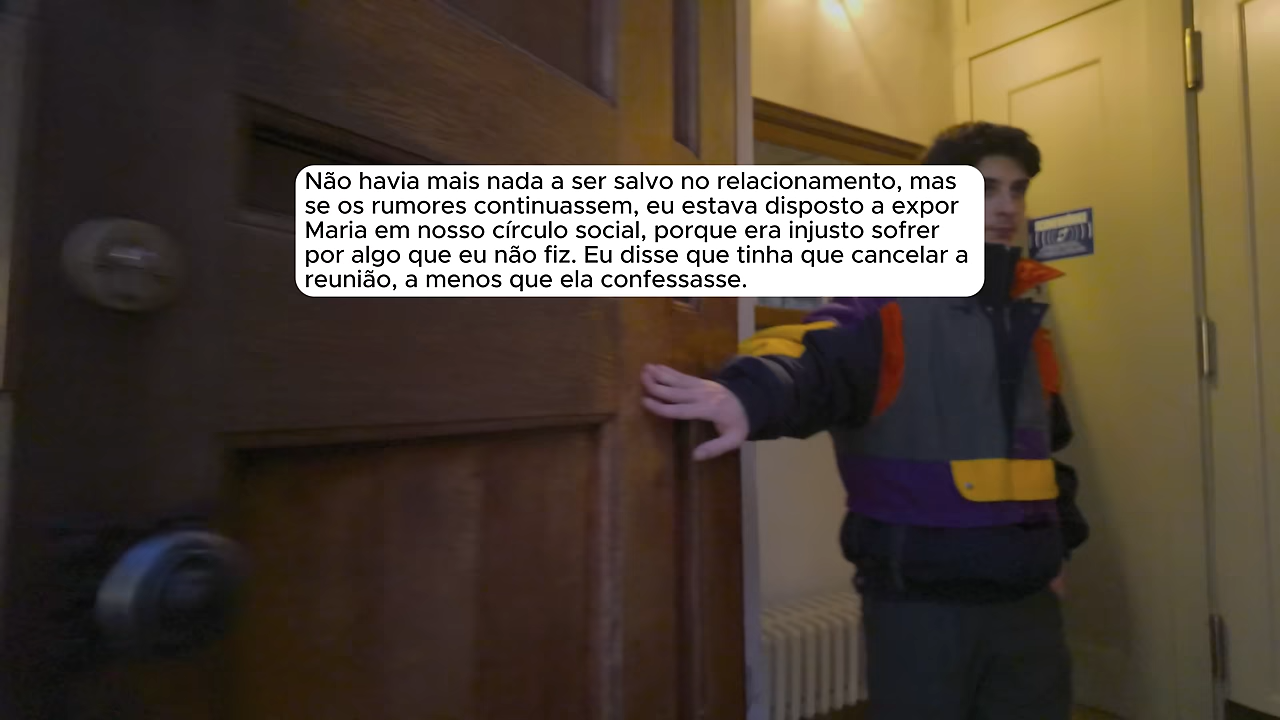 Não havia mais nada a ser salvo no relacionamento, mas
se os rumores continuassem, eu estava disposto a expor
Maria em nosso círculo social, porque era injusto sofrer
por algo que eu não fiz. Eu disse que tinha que cancelar a
reunião, a menos que ela confessasse.